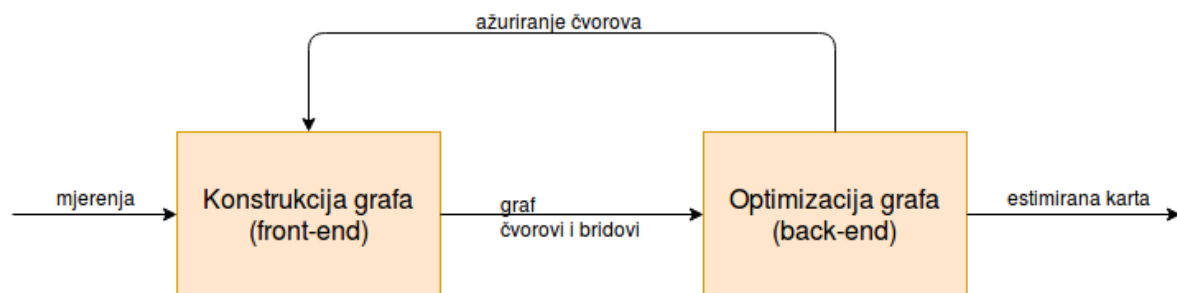 ažuriranje čvorova
mjerenja
Konstrukcija grafa
(front-end)
graf
čvorovi i bridovi
Optimizacija grafa
(back-end)
estimirana karta